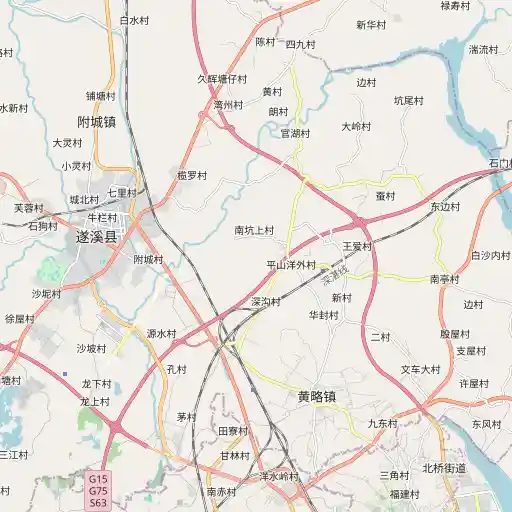 禄寿村
白水村
新华村
陈村
四九村
湍流村
久辉塘仔村
边村
黄村
铺塘村
湾州村
坑尾村
朗村
附城镇
大岭村
官湖村
大灵村
石门村
小灵村
榄罗村
七里村
蚕村
城北村
芙蓉村
牛栏村
东边村
石狗村
南坑上村
遂溪县
王爱村
白沙内村
附城村
平山洋外村
深湛线
南亭村
沙坭村
新村
深沟村
边村
徐屋村
华封村
源水村
二村
殷屋村
沙坡村
支屋村
孔村
文车大村
塘村
龙下村
许屋村
龙上村
黄略镇
茅村
九东村
东风村
田寮村
三江村
甘林村
北桥街道
洋水岭村
三角村
G15
G75
S63
南赤村
福建村